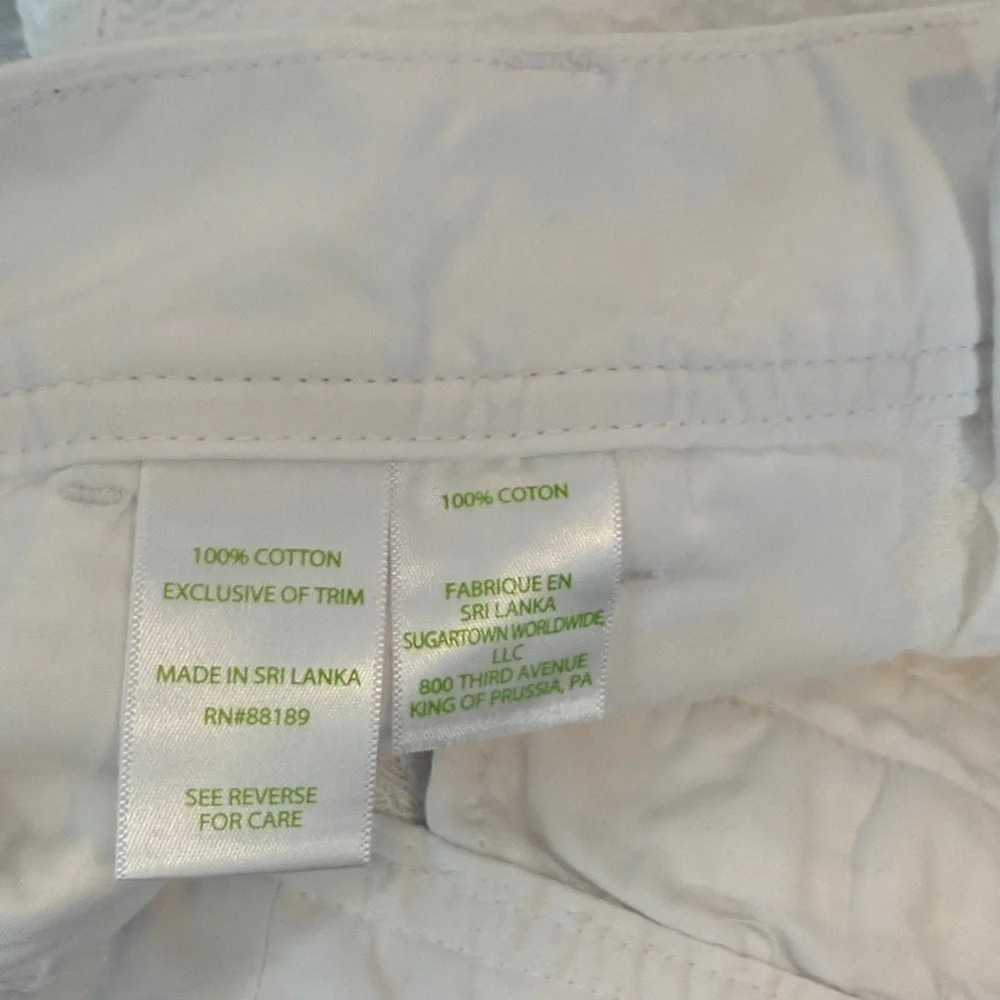 100% COTTON
EXCLUSIVE OF TRIM
MADE IN SRI LANKA
RN#88189
SEE REVERSE
FOR CARE
100% COTON
FABRIQUE EN
SRI LANKA
SUGARTOWN WORLDWIDE,
LLC
800 THIRD AVENUE
KING OF PRUSSIA, PA